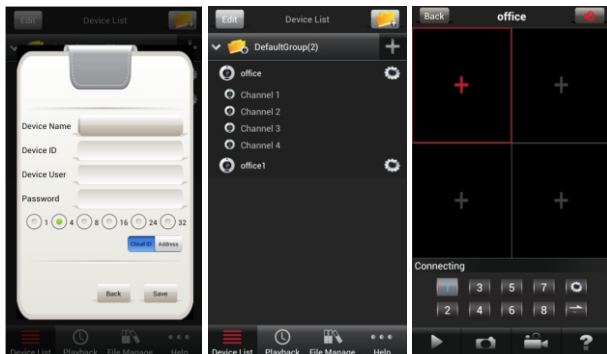 Edit Device List
Device Name
Device ID
Device User
Password
1 4 8 16 24 32
Cloud ID Address
Back Save
Device List Playback File Manage Help
Edit Device List
DefaultGroup(2)
office
Channel 1
Channel 2
Channel 3
Channel 4
office1
Device List Playback File Manage Help
Back office
Connecting
1 3 5 7
2 4 6 8
?